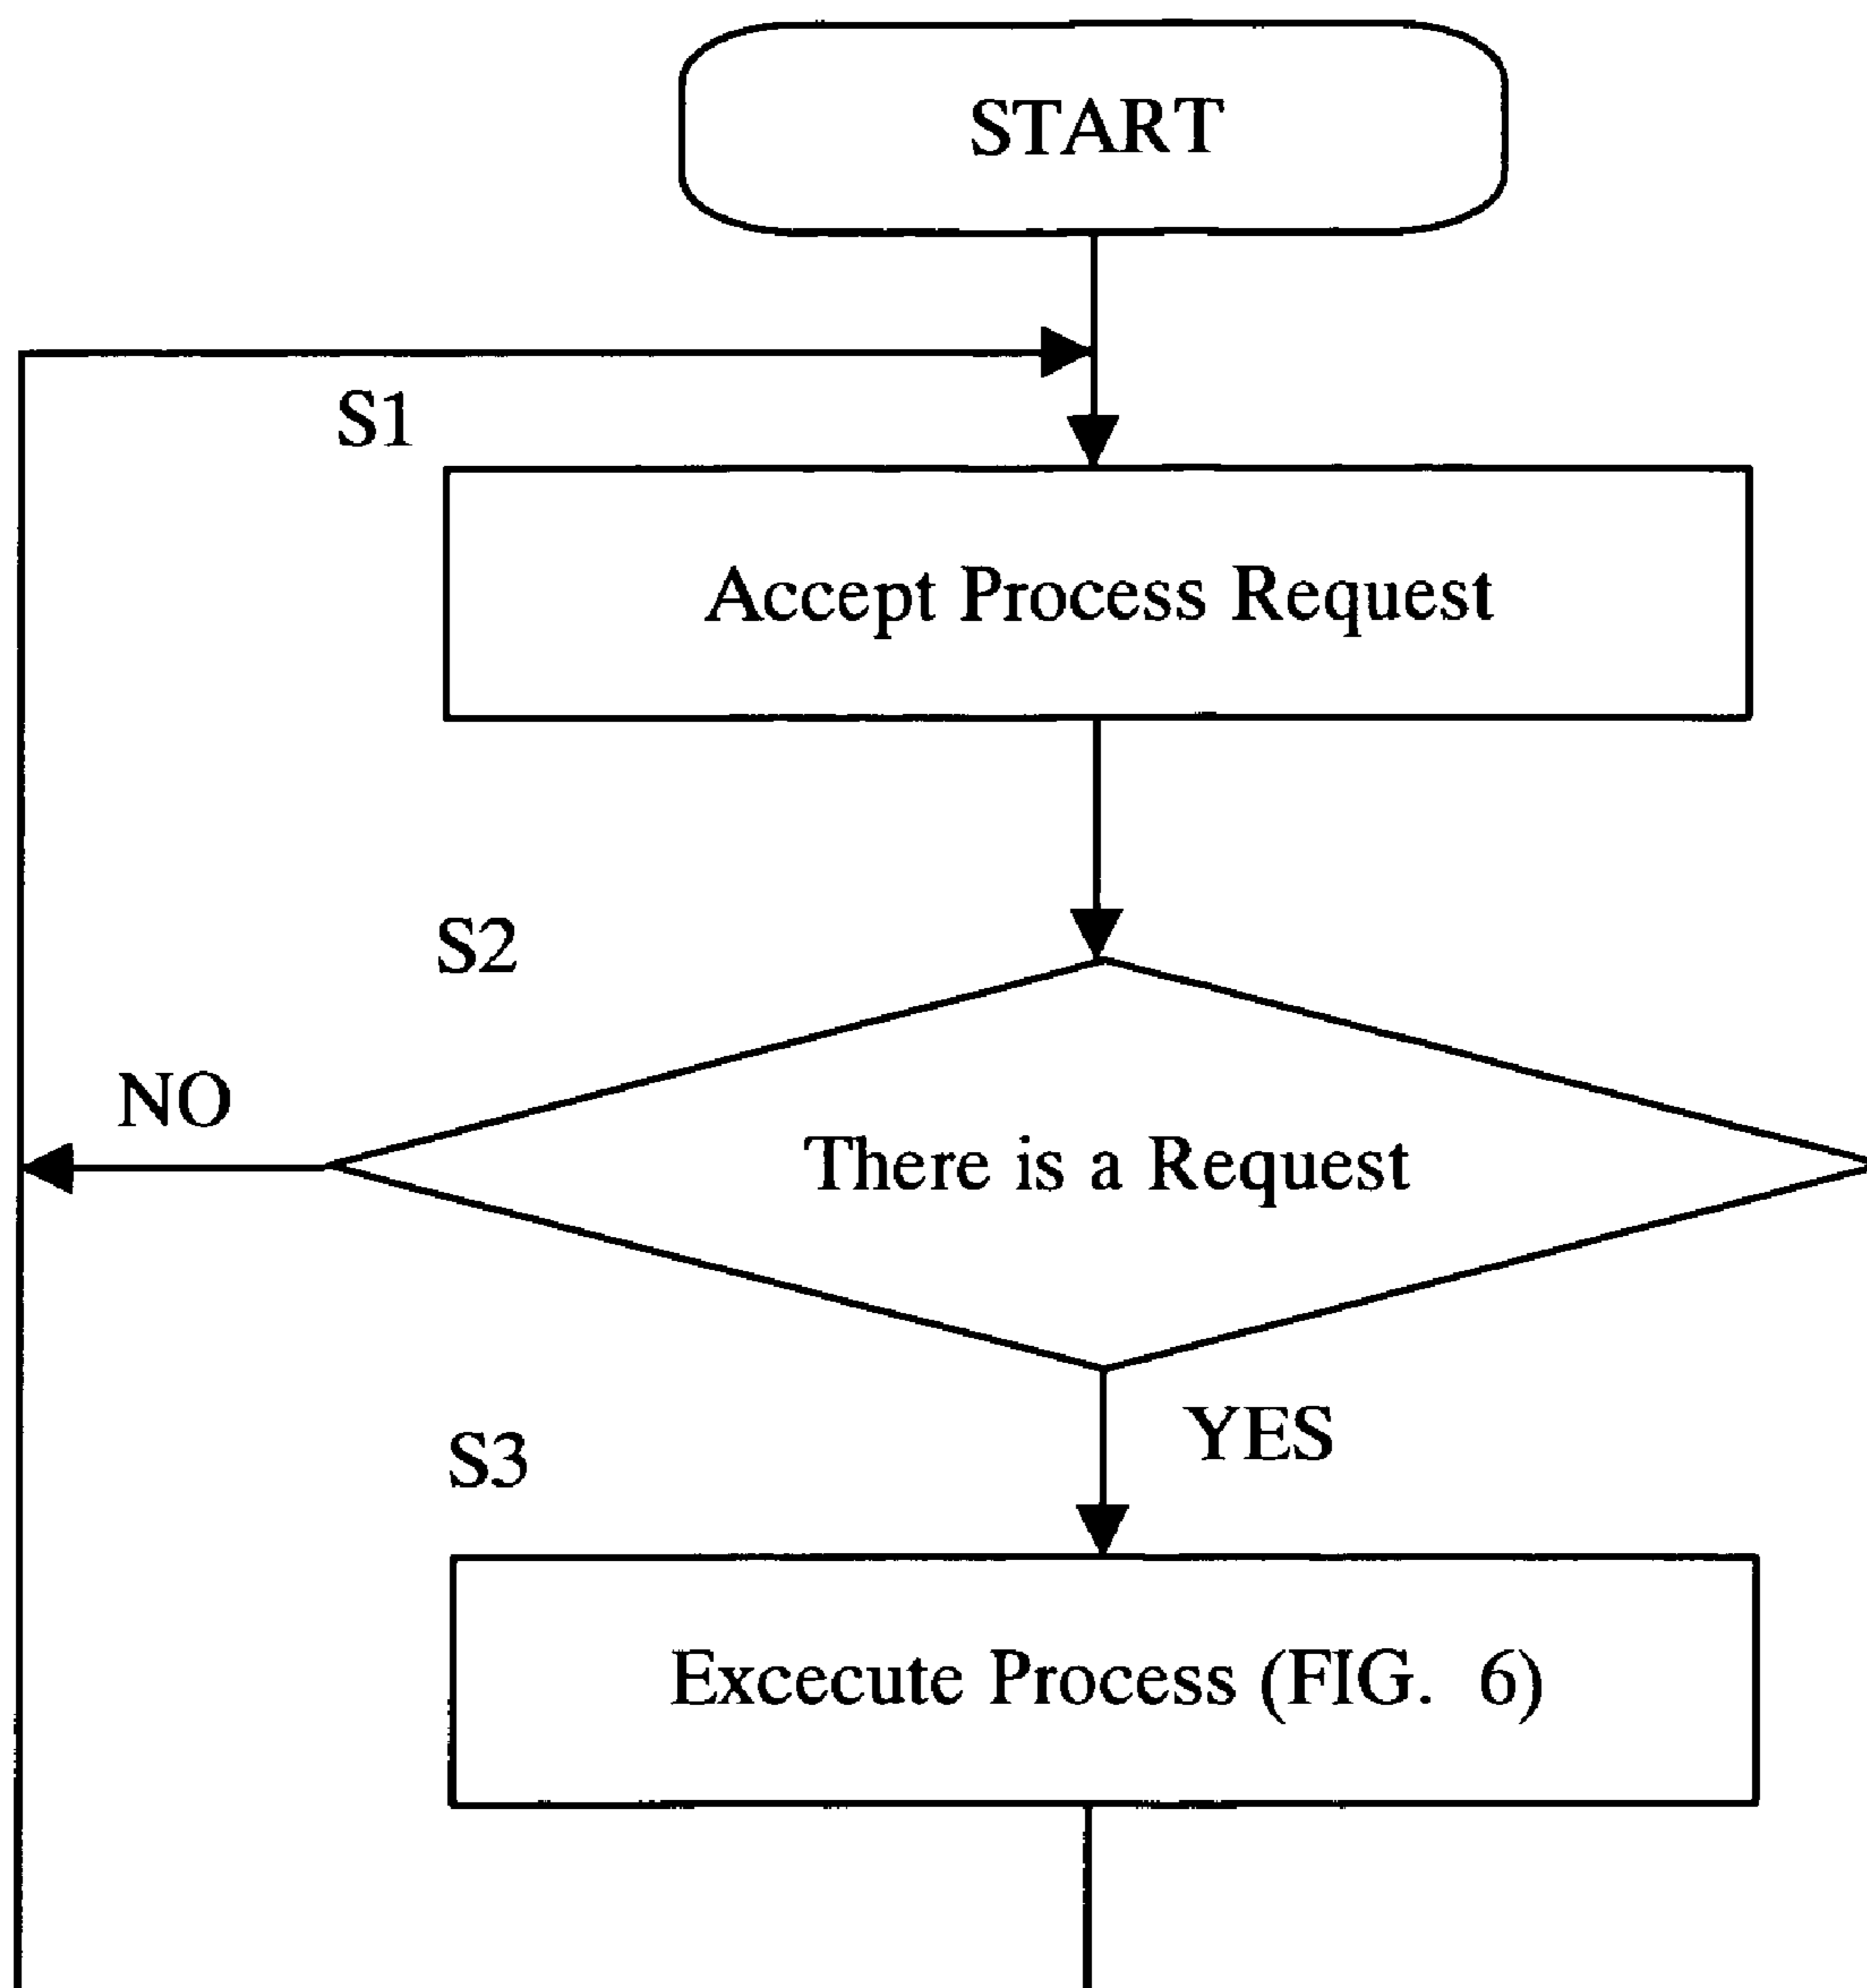 START
S1
Accept Process Request
S2
NO
There is a Request
YES
S3
Excecute Process (FIG. 6)